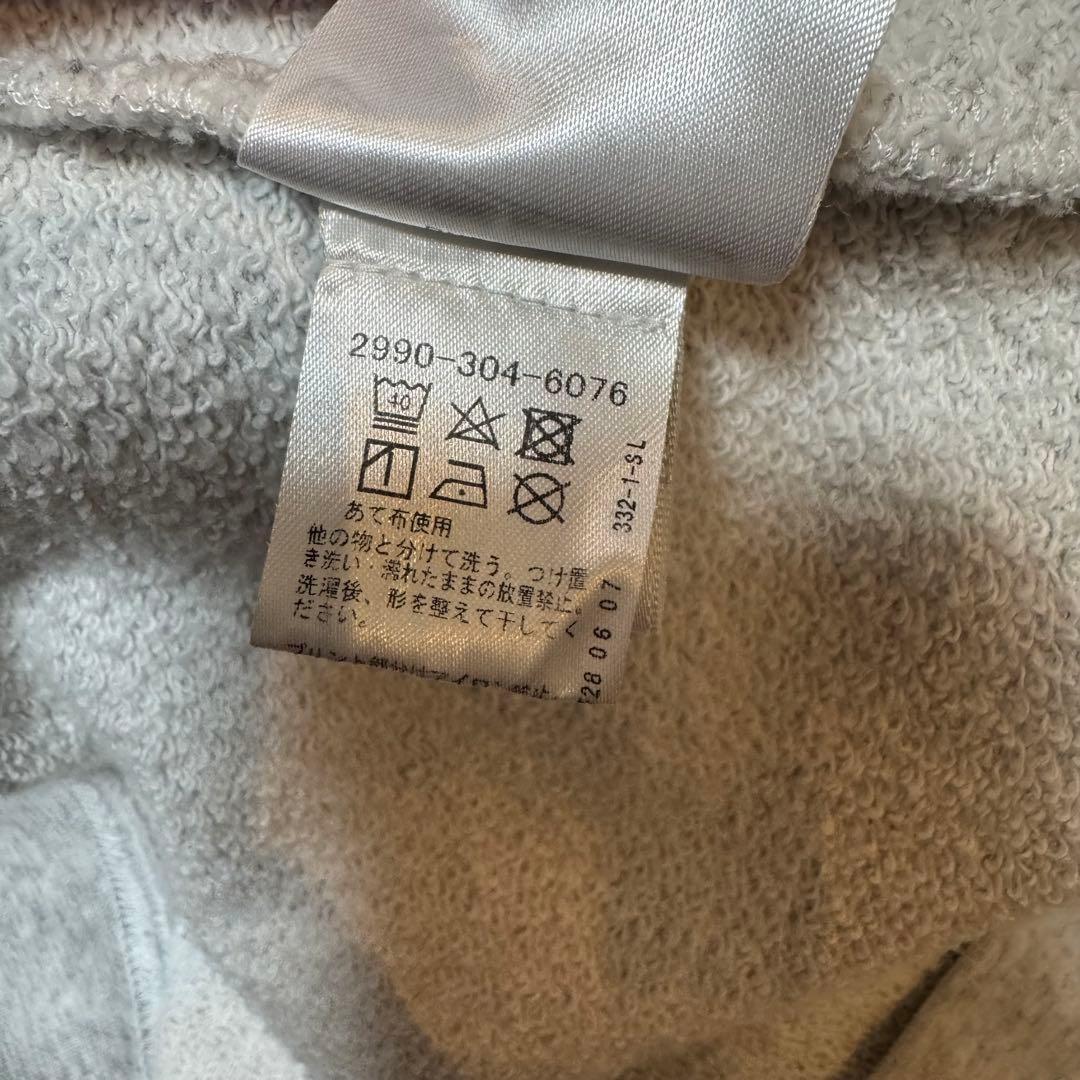 2990-304-6076
40
あて布使用
他の物と分けて洗う。つけ置
き洗い・濡れたままの放置禁止。
洗濯後、形を整えて干してく
ださい。
332-1-SL
28 06 07